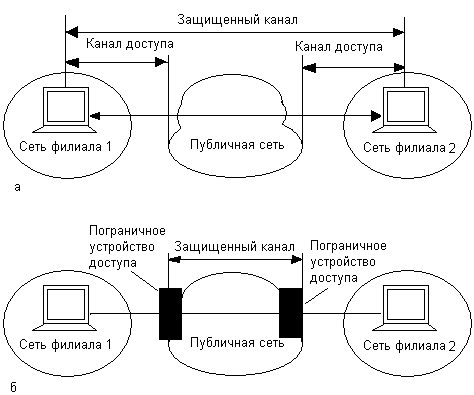 Защищенный канал
Канал доступа
Канал доступа
Сеть филиала 1
Публичная сеть
Сеть филиала 2
а
Пограничное
устройство
доступа
Защищенный канал
Пограничное
устройство
доступа
Сеть филиала 1
Публичная сеть
Сеть филиала 2
б